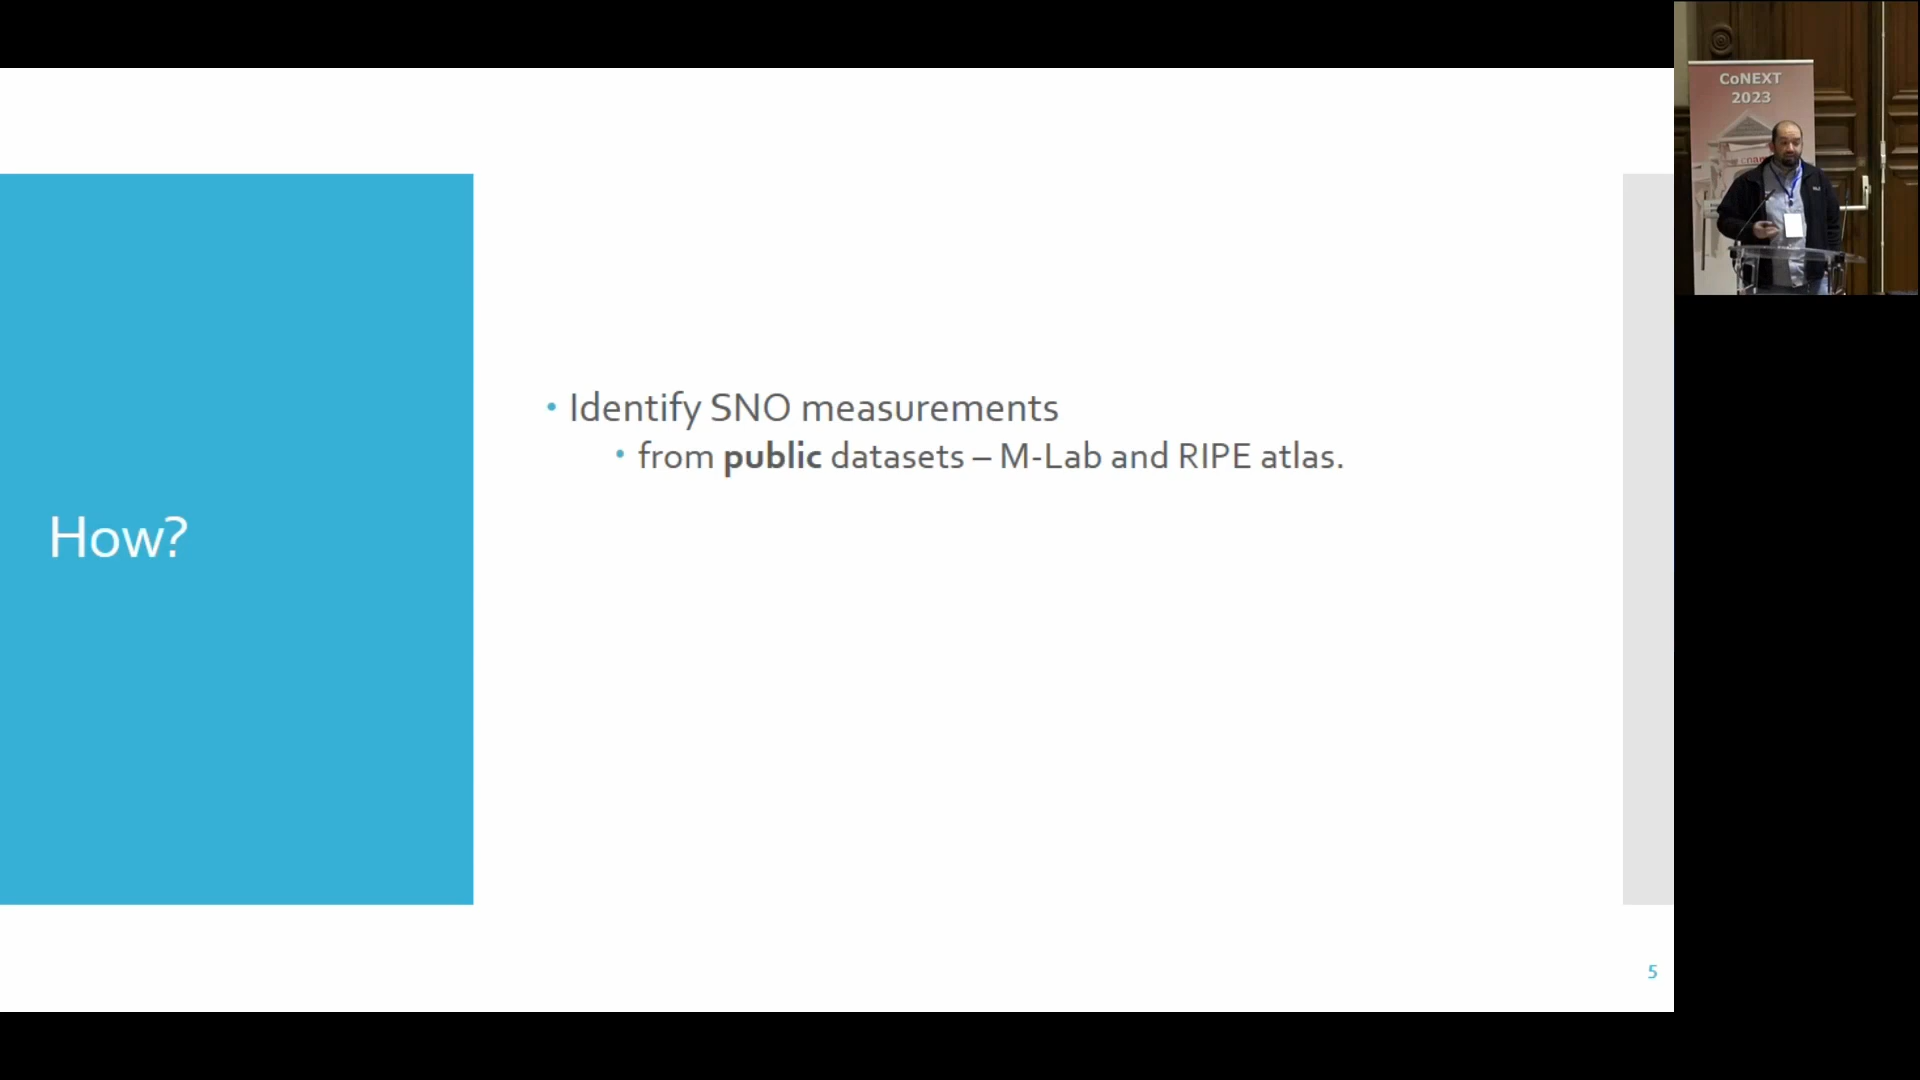 How?
• Identify SNO measurements
• from public datasets – M-Lab and RIPE atlas.
5
CoNEXT
2023